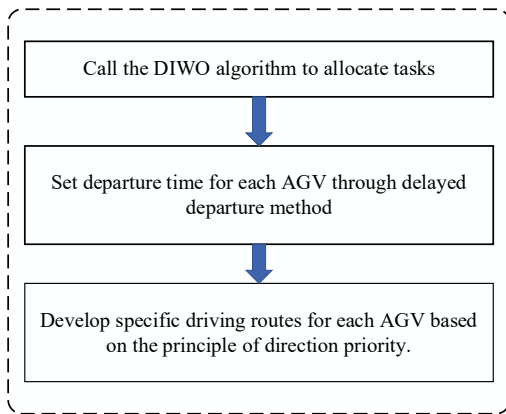 Call the DIWO algorithm to allocate tasks
Set departure time for each AGV through delayed
departure method
Develop specific driving routes for each AGV based
on the principle of direction priority.